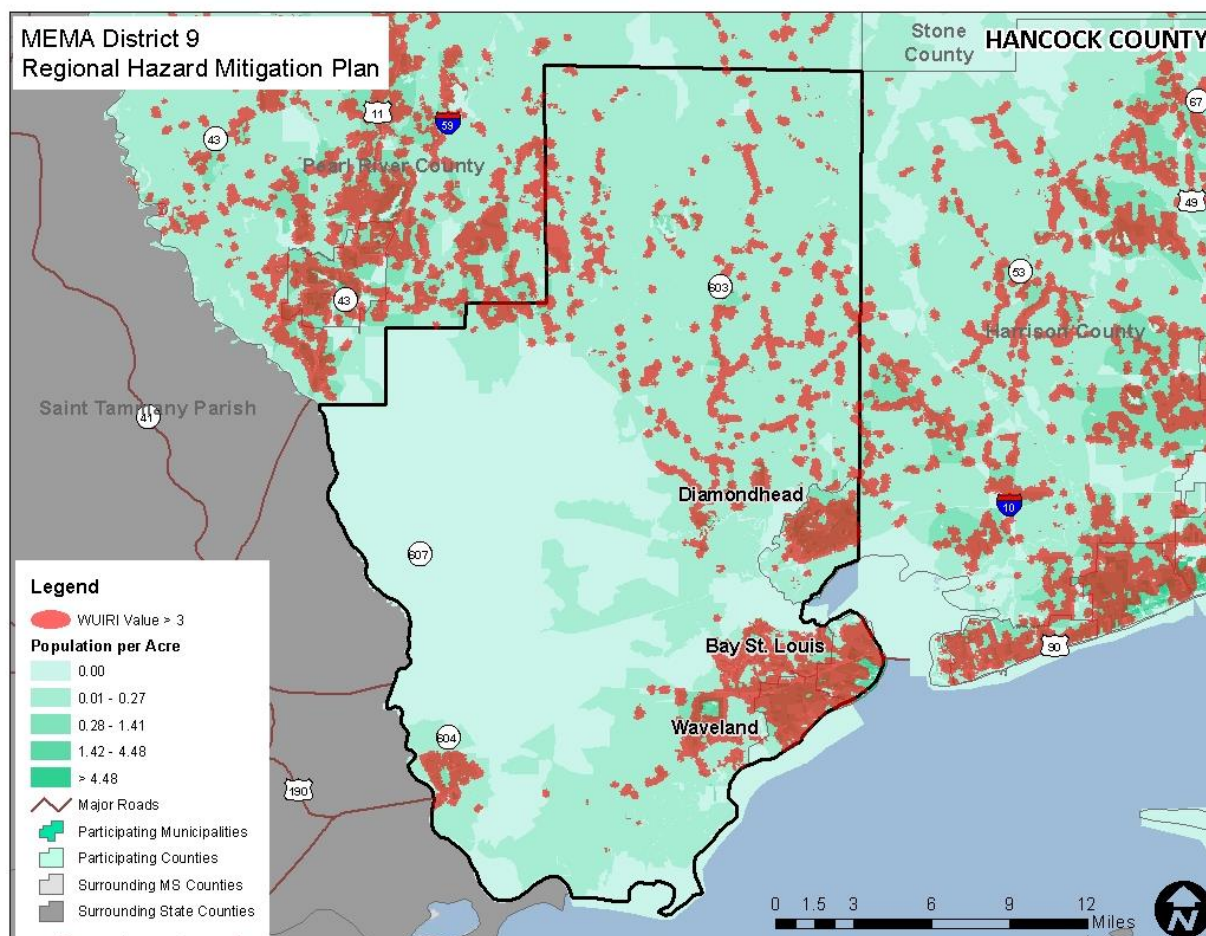 MEMA District 9
Regional Hazard Mitigation Plan
Stone
County
HANCOCK COUNTY
11
59
43
67
Pearl River County
49
43
603
53
Harrison County
Saint Tammany Parish
41
Diamondhead
10
607
Bay St. Louis
90
Waveland
604
190
Legend
WUIRI Value > 3
Population per Acre
0.00
0.01 - 0.27
0.28 - 1.41
1.42 - 4.48
> 4.48
Major Roads
Participating Municipalities
Participating Counties
Surrounding MS Counties
Surrounding State Counties
0 1.5 3 6 9 12
Miles
N